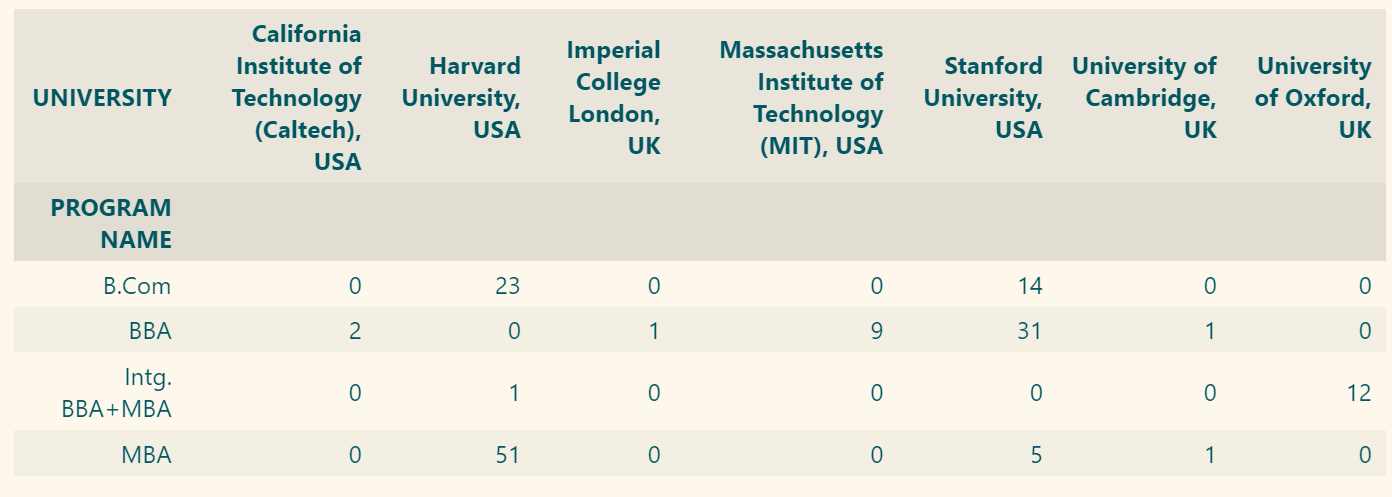 UNIVERSITY California Institute of Technology (Caltech), USA Harvard University, USA Imperial College London, UK Massachusetts Institute of Technology (MIT), USA Stanford University, USA University of Cambridge, UK University of Oxford, UK
PROGRAM NAME
B.Com 0 23 0 0 14 0 0
BBA 2 0 1 9 31 1 0
Intg. BBA+MBA 0 1 0 0 0 0 12
MBA 0 51 0 0 5 1 0